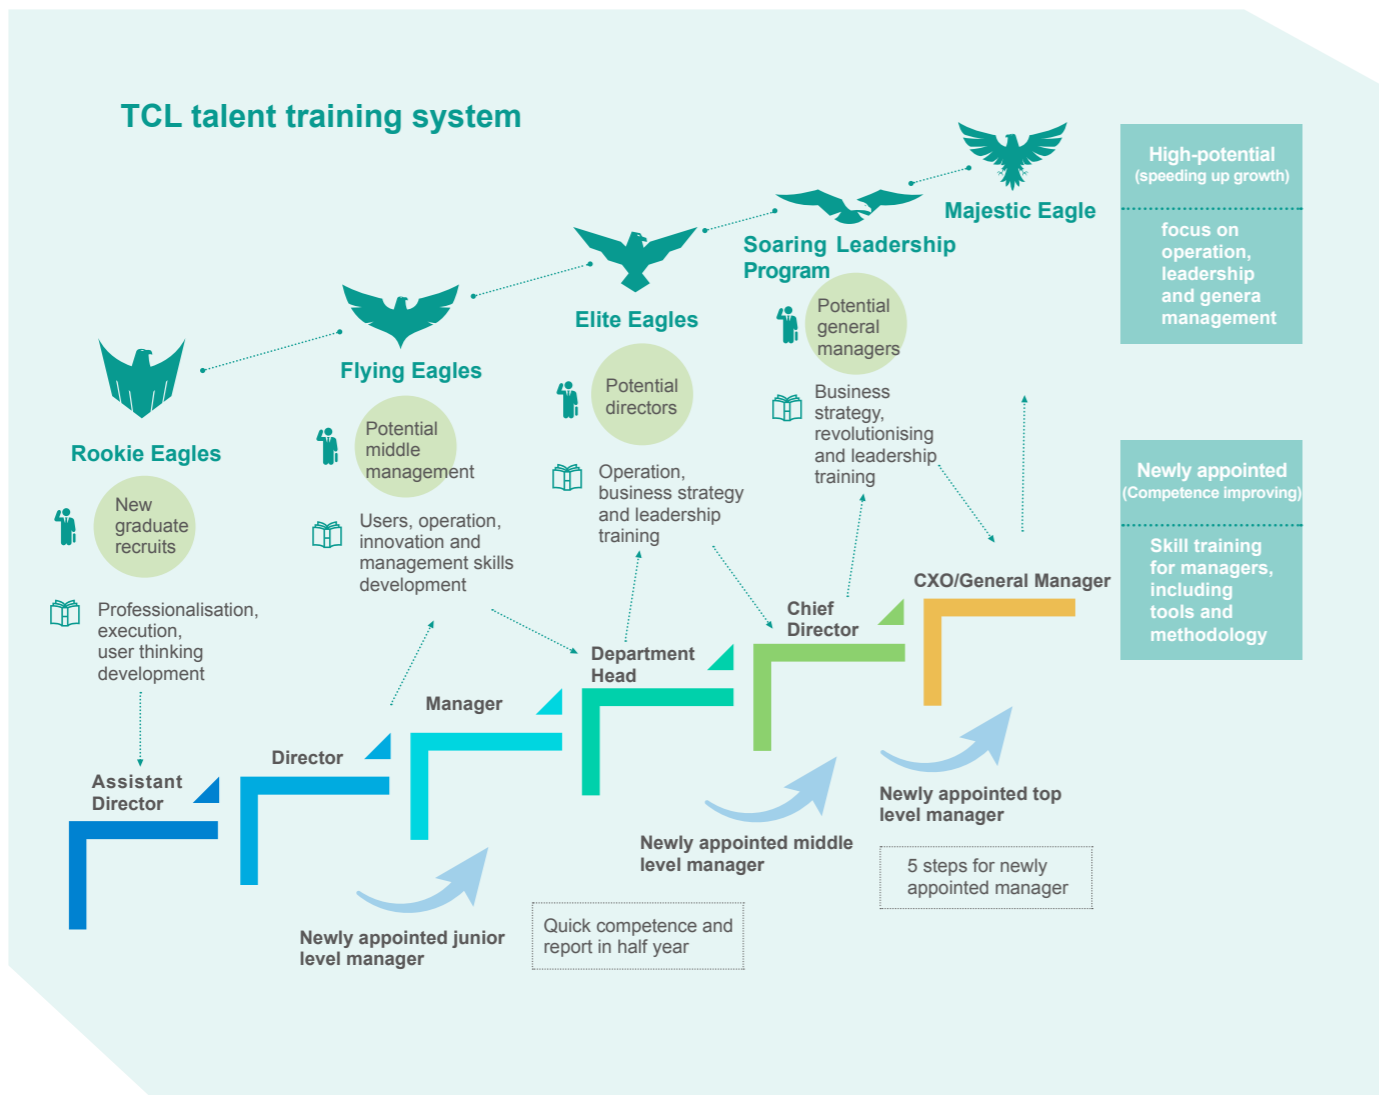 TCL talent training system
Majestic Eagle
Soaring Leadership
Program
Potential
general
managers
Business
strategy,
revolutionising
and leadership
training
Elite Eagles
Potential
directors
Operation,
business strategy
and leadership
training
Flying Eagles
Potential
middle
management
Users, operation,
innovation and
management skills
development
Rookie Eagles
New
graduate
recruits
Professionalisation,
execution,
user thinking
development
High-potential
(speeding up growth)
focus on
operation,
leadership
and genera
management
Newly appointed
(Competence improving)
Skill training
for managers,
including
tools and
methodology
Assistant
Director
Director
Manager
Department
Head
Chief
Director
CXO/General Manager
Newly appointed junior
level manager
Quick competence and
report in half year
Newly appointed middle
level manager
Newly appointed top
level manager
5 steps for newly
appointed manager